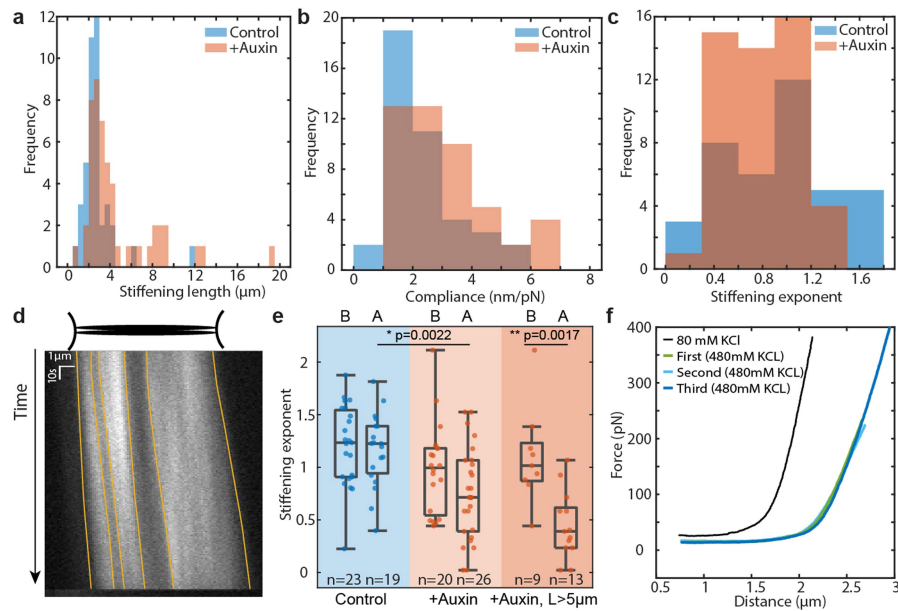 a
12
10
8
6
4
2
0
Frequency
0 4 8 12 16 20
Stiffening length (μm)
Control
+Auxin
b
20
16
12
8
4
0
Frequency
0 2 4 6 8
Compliance (nm/pN)
Control
+Auxin
c
16
12
8
4
0
Frequency
0 0.4 0.8 1.2 1.6
Stiffening exponent
Control
+Auxin
d
Time
1μm
10s
e
B A B A B A
* p=0.0022
** p=0.0017
2
1.5
1
0.5
0
Stiffening exponent
n=23 n=19 n=20 n=26 n=9 n=13
Control +Auxin +Auxin, L>5μm
f
400
300
200
100
0
Force (pN)
80 mM KCl
First (480mM KCL)
Second (480mM KCL)
Third (480mM KCL)
0.5 1 1.5 2 2.5 3
Distance (μm)